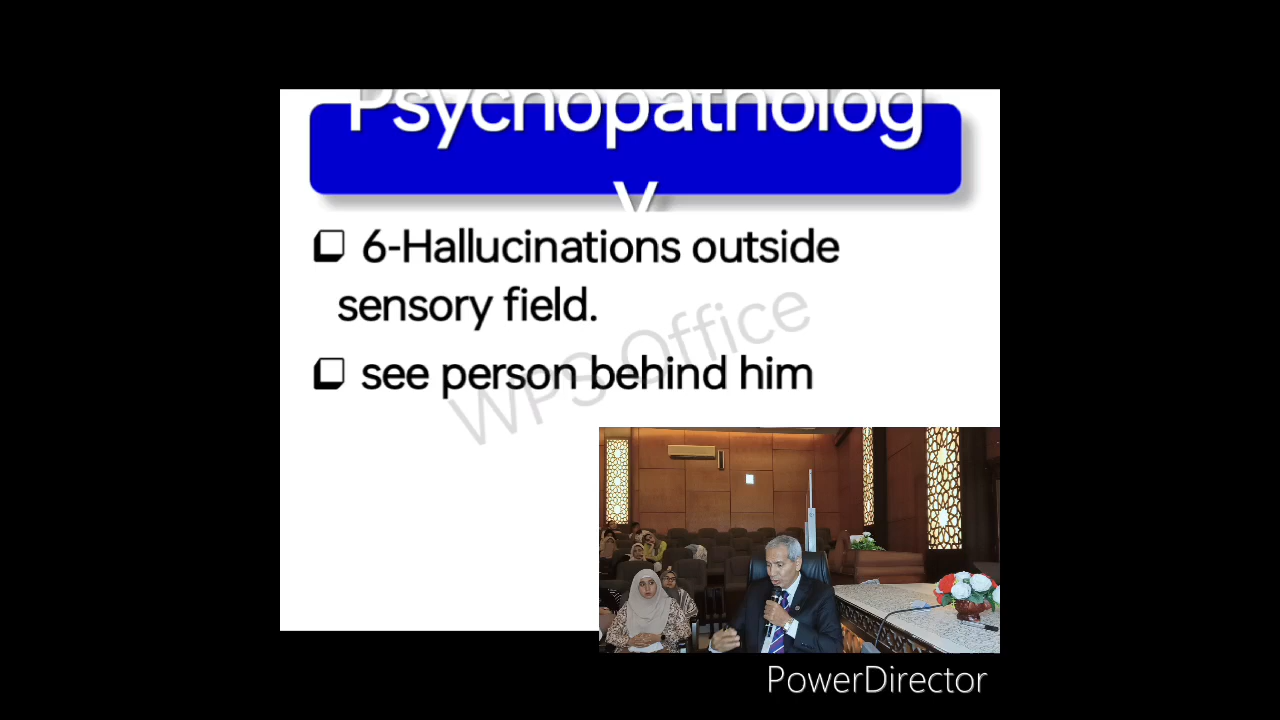 Psychopatholog
y
6-Hallucinations outside
sensory field.
see person behind him
WPS Office
PowerDirector